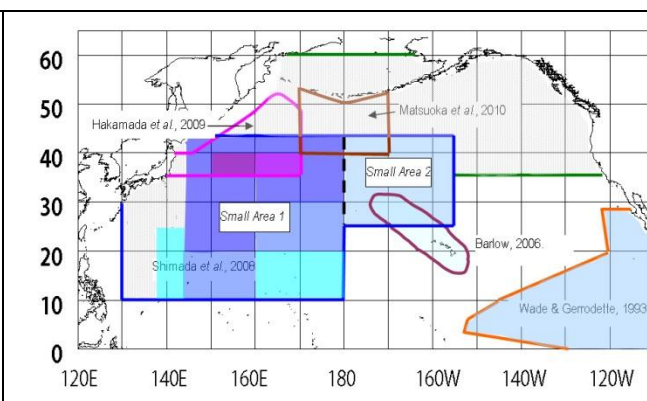 60
50
Hakamada et al., 2009
Matsuoka et al., 2010
40
Small Area 2
30
Small Area 1
Barlow, 2006.
20
Shimada et al., 2008
Wade & Gerrodette, 1993
10
0
120E 140E 160E 180 160W 140W 120W